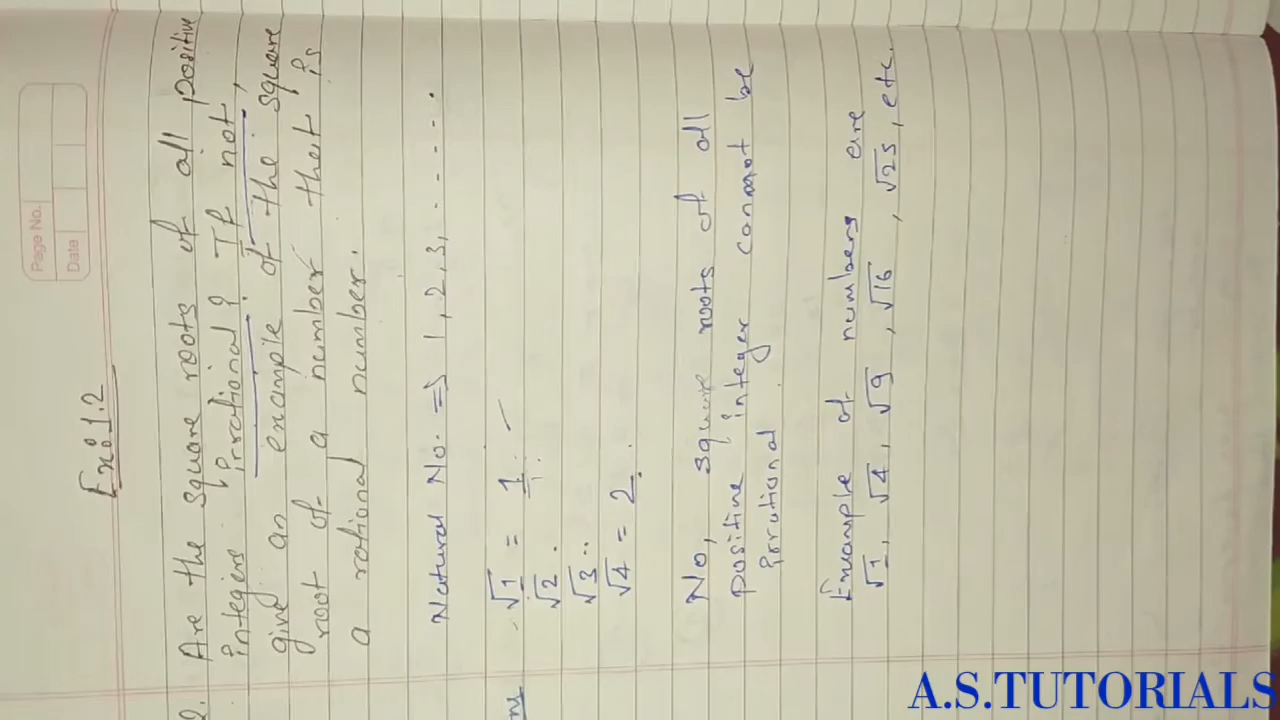 Page No.
Date
Ex: 1.2
2. Are the square roots of all positive
integers irrational? If not,
give an example of the square
root of a number that is
a rational number.
Natural No. ⇒ 1, 2, 3, - - - - .
Ans √1 = 1.
√2.
√3..
√4 = 2.
No, square roots of all
positive integer cannot be
irrational
Example of numbers are
√1, √4, √9, √16, √25, etc.
A.S.TUTORIALS